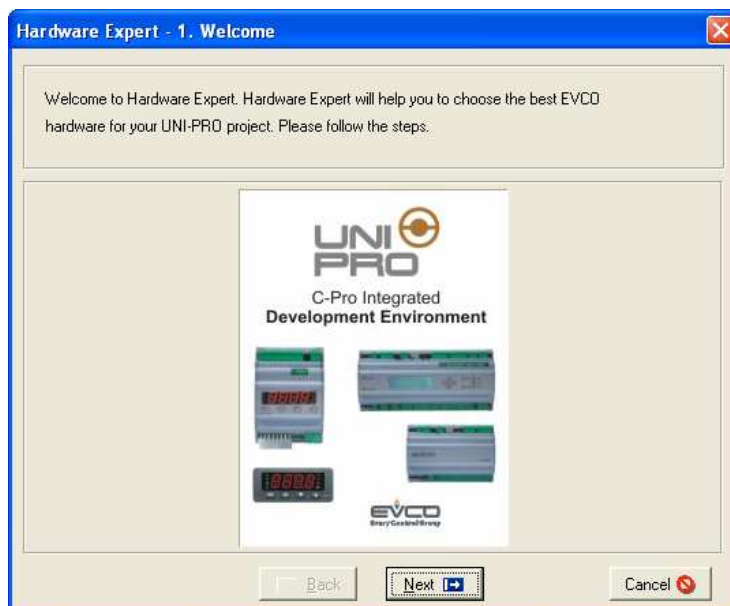 Hardware Expert - 1. Welcome
Welcome to Hardware Expert. Hardware Expert will help you to choose the best EVCO
hardware for your UNI-PRO project. Please follow the steps.
UNI
PRO
C-Pro Integrated
Development Environment
EVCO
EveryControlGroup
Back
Next
Cancel